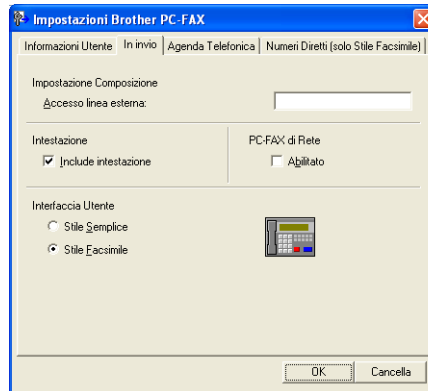 Impostazioni Brother PC-FAX
Informazioni Utente In invio Agenda Telefonica Numeri Diretti (solo Stile Facsimile)
Impostazione Composizione
Accesso linea esterna:
Intestazione PC-FAX di Rete
Include intestazione Abilitato
Interfaccia Utente
Stile Semplice
Stile Facsimile
OK Cancella